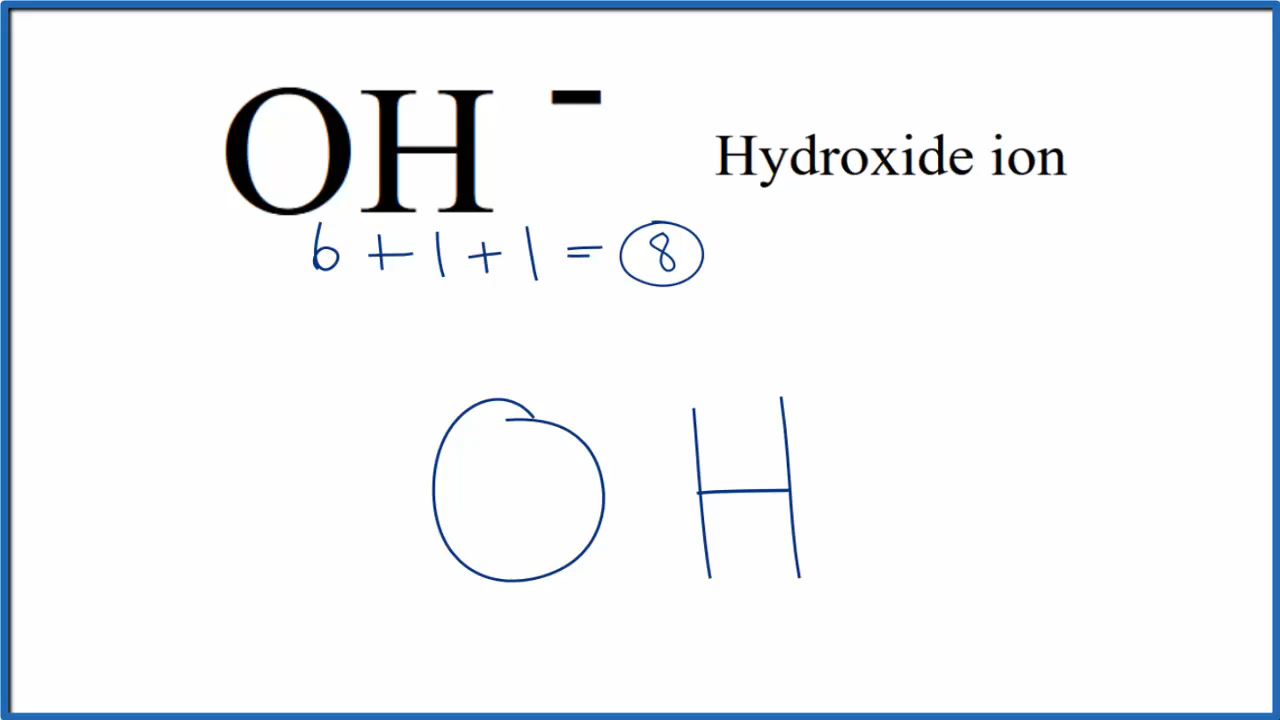 OH⁻
Hydroxide ion
6 + 1 + 1 = 8
O H